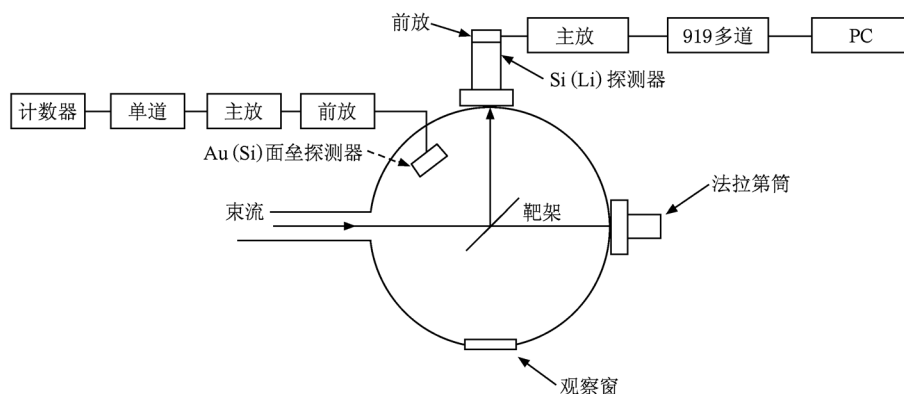 前放
主放
919多道
PC
Si(Li)探测器
计数器
单道
主放
前放
Au(Si)面垒探测器
束流
靶架
法拉第筒
观察窗